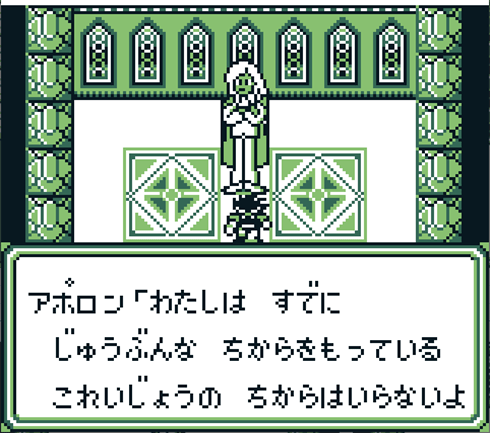 アポロン「わたしは　すでに
じゅうぶんな　ちからをもっている
これいじょうの　ちからはいらないよ